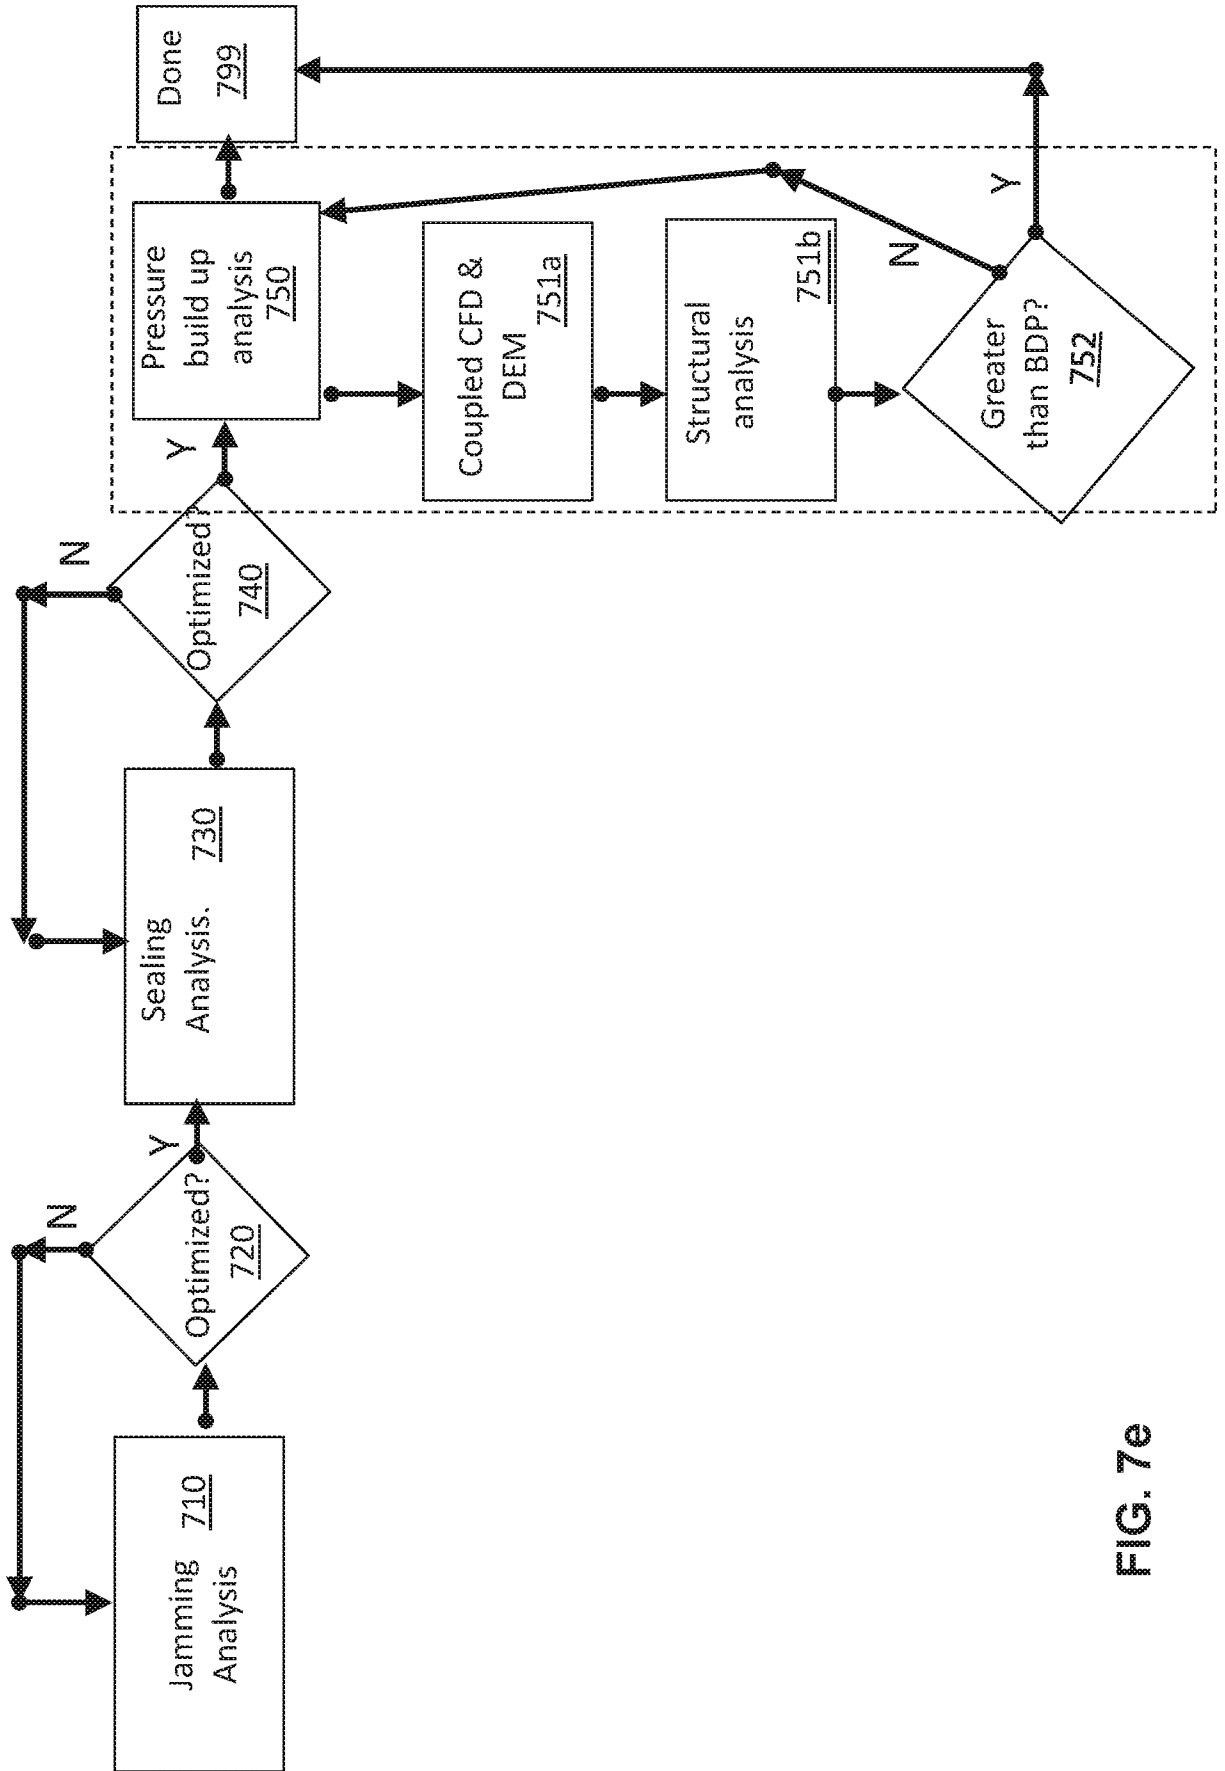 Jamming
Analysis
710
N
Optimized?
720
Y
Sealing
Analysis.
730
N
Optimized?
740
Y
Pressure
build up
analysis
750
Done
799
Coupled CFD &
DEM
751a
Structural
analysis
751b
N
Y
Greater
than BDP?
752
FIG. 7e